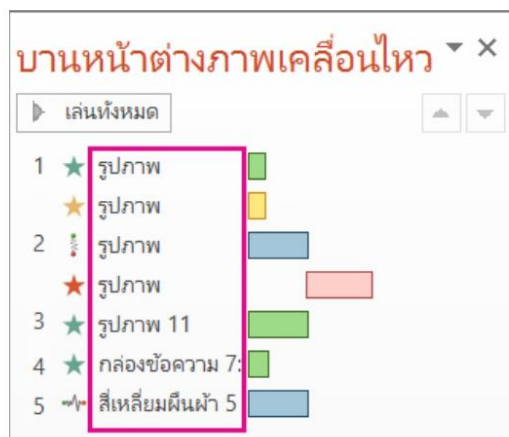 บานหน้าต่างภาพเคลื่อนไหว
เล่นทั้งหมด
1 รูปภาพ
รูปภาพ
2 รูปภาพ
รูปภาพ
3 รูปภาพ 11
4 กล่องข้อความ 7:
5 สี่เหลี่ยมผืนผ้า 5